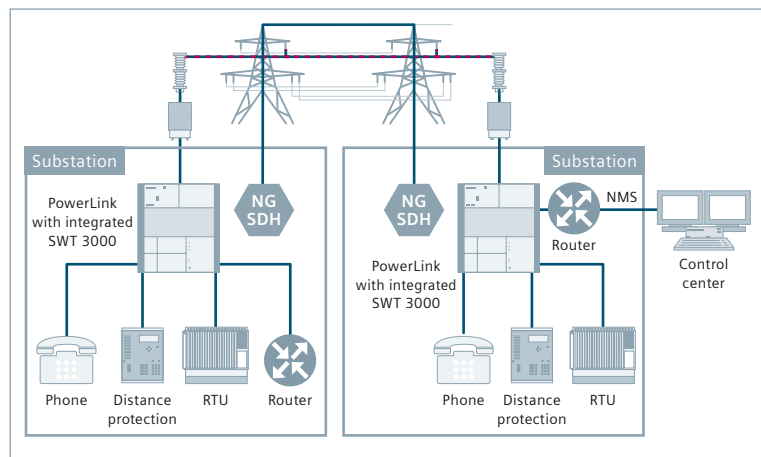 Substation
PowerLink
with integrated
SWT 3000
NG
SDH
Phone
Distance
protection
RTU
Router
Substation
NG
SDH
PowerLink
with integrated
SWT 3000
Router
NMS
Control
center
Phone
Distance
protection
RTU